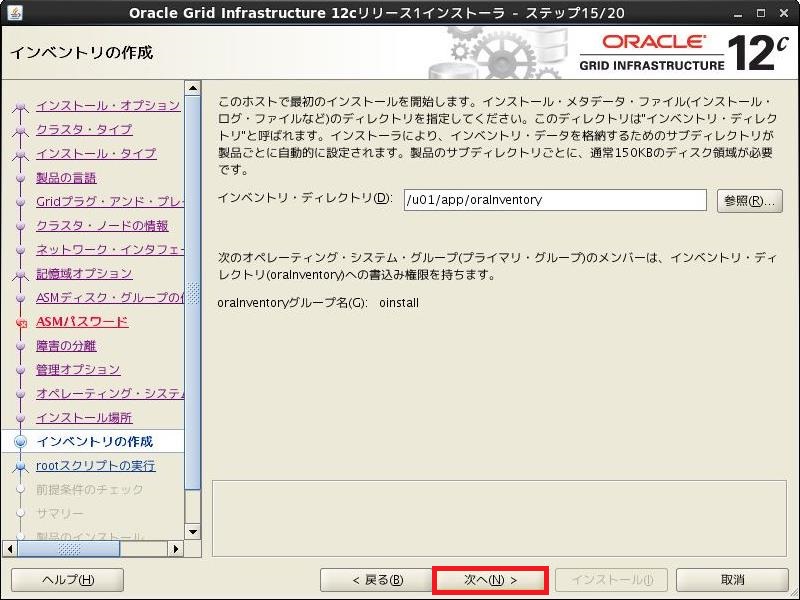 Oracle Grid Infrastructure 12cリリース1インストーラ - ステップ15/20
インベントリの作成
ORACLE
GRID INFRASTRUCTURE
12c
インストール・オプション
クラスタ・タイプ
インストール・タイプ
製品の言語
Gridプラグ・アンド・プレー
クラスタ・ノードの情報
ネットワーク・インタフェー
記憶域オプション
ASMディスク・グループの
ASMパスワード
障害の分離
管理オプション
オペレーティング・システム
インストール場所
インベントリの作成
rootスクリプトの実行
前提条件のチェック
サマリー
製品のインストール
このホストで最初のインストールを開始します。インストール・メタデータ・ファイル(インストール・
ログ・ファイルなど)のディレクトリを指定してください。このディレクトリは"インベントリ・ディレク
トリ"と呼ばれます。インストーラにより、インベントリ・データを格納するためのサブディレクトリが
製品ごとに自動的に設定されます。製品のサブディレクトリごとに、通常150KBのディスク領域が必要
です。
インベントリ・ディレクトリ(D): /u01/app/oraInventory 参照(R)...
次のオペレーティング・システム・グループ(プライマリ・グループ)のメンバーは、インベントリ・ディ
レクトリ(oraInventory)への書込み権限を持ちます。
oraInventoryグループ名(G): oinstall
ヘルプ(H) < 戻る(B) 次へ(N) > インストール(I) 取消